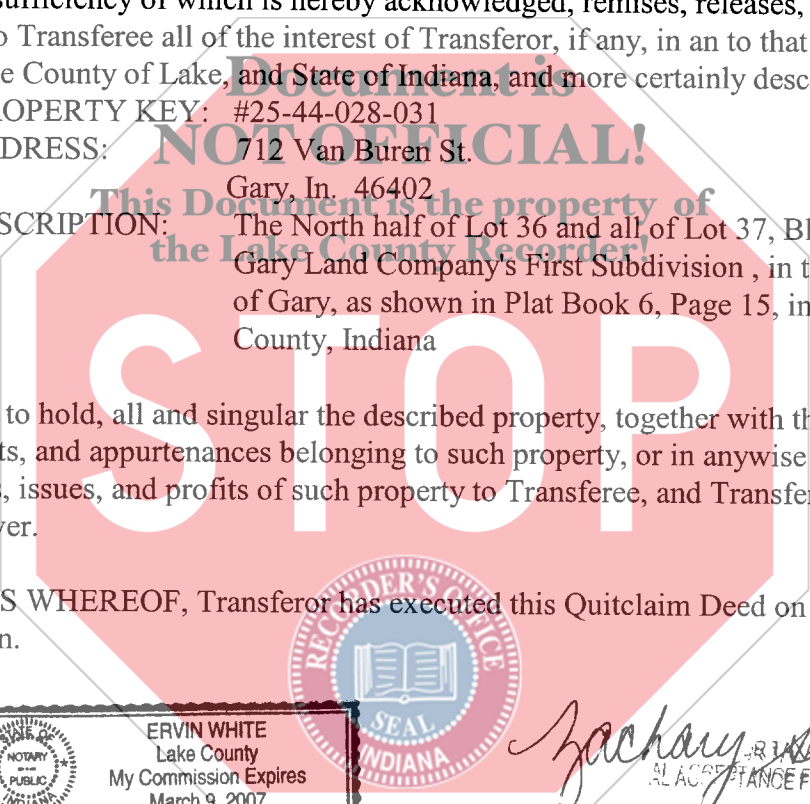 sufficiency of which is hereby acknowledged, remises, releases,
o Transferee all of the interest of Transferor, if any, in an to that
e County of Lake, and State of Indiana, and more certainly desc
Document is
OPERTY KEY: #25-44-028-031
DRESS: 712 Van Buren St.
NOT OFFICIAL!
Gary, In. 46402
This Document is the property of
SCRIPTION: The North half of Lot 36 and all of Lot 37, Bl
the Lake County Recorder!
Gary Land Company's First Subdivision , in t
of Gary, as shown in Plat Book 6, Page 15, in
County, Indiana
STOP
to hold, all and singular the described property, together with th
ts, and appurtenances belonging to such property, or in anywise
, issues, and profits of such property to Transferee, and Transfer
ver.
S WHEREOF, Transferor has executed this Quitclaim Deed on
n.
RECORDER'S OFFICE
SEAL
INDIANA
STATE OF
NOTARY
PUBLIC
INDIANA
ERVIN WHITE
Lake County
My Commission Expires
March 9, 2007
Zachary